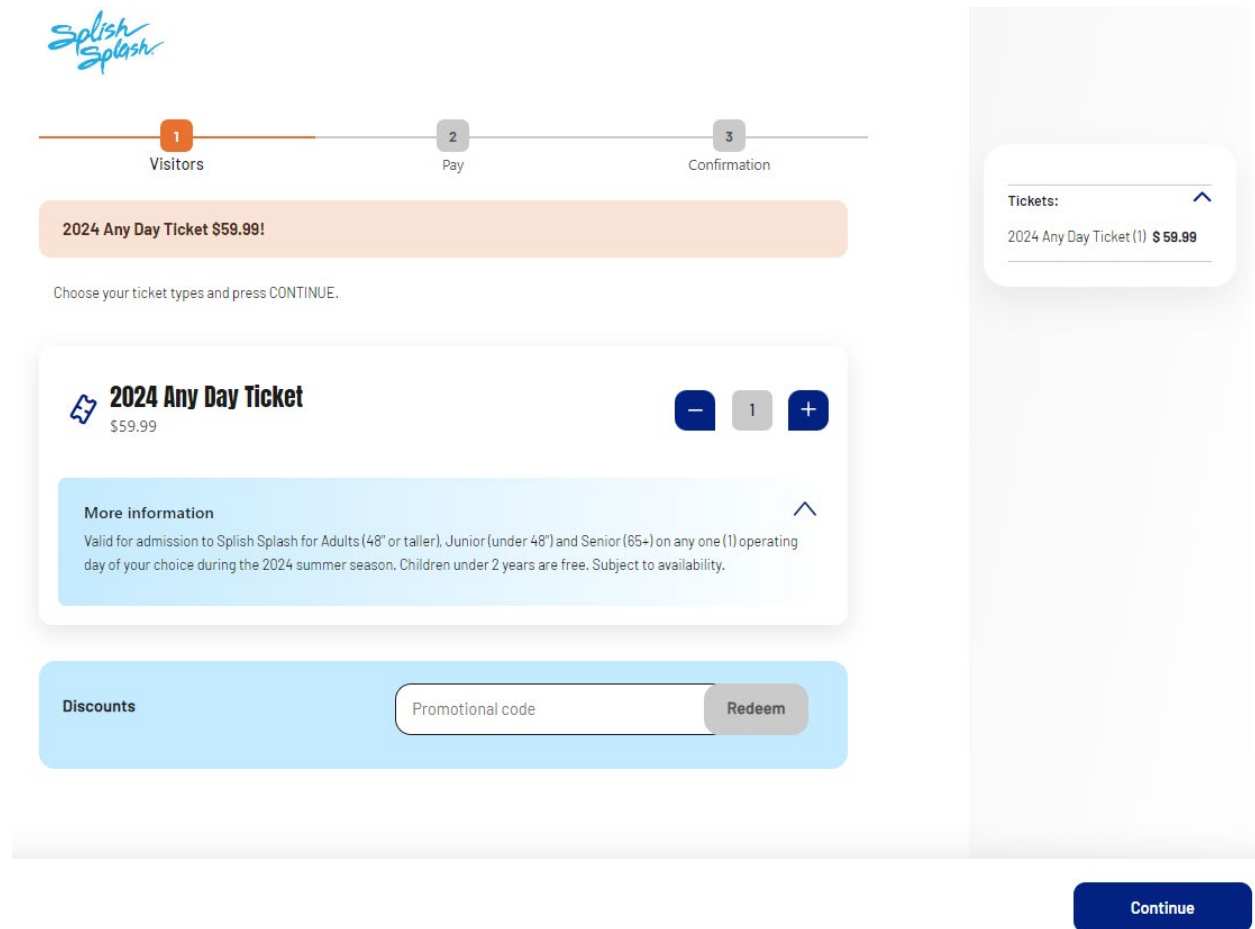 Splish
Splash
1
Visitors
2
Pay
3
Confirmation
2024 Any Day Ticket $59.99!
Choose your ticket types and press CONTINUE.
2024 Any Day Ticket
$59.99
− 1 +
More information
Valid for admission to Splish Splash for Adults (48" or taller), Junior (under 48") and Senior (65+) on any one (1) operating
day of your choice during the 2024 summer season. Children under 2 years are free. Subject to availability.
Discounts
Promotional code
Redeem
Tickets:
2024 Any Day Ticket (1) $ 59.99
Continue